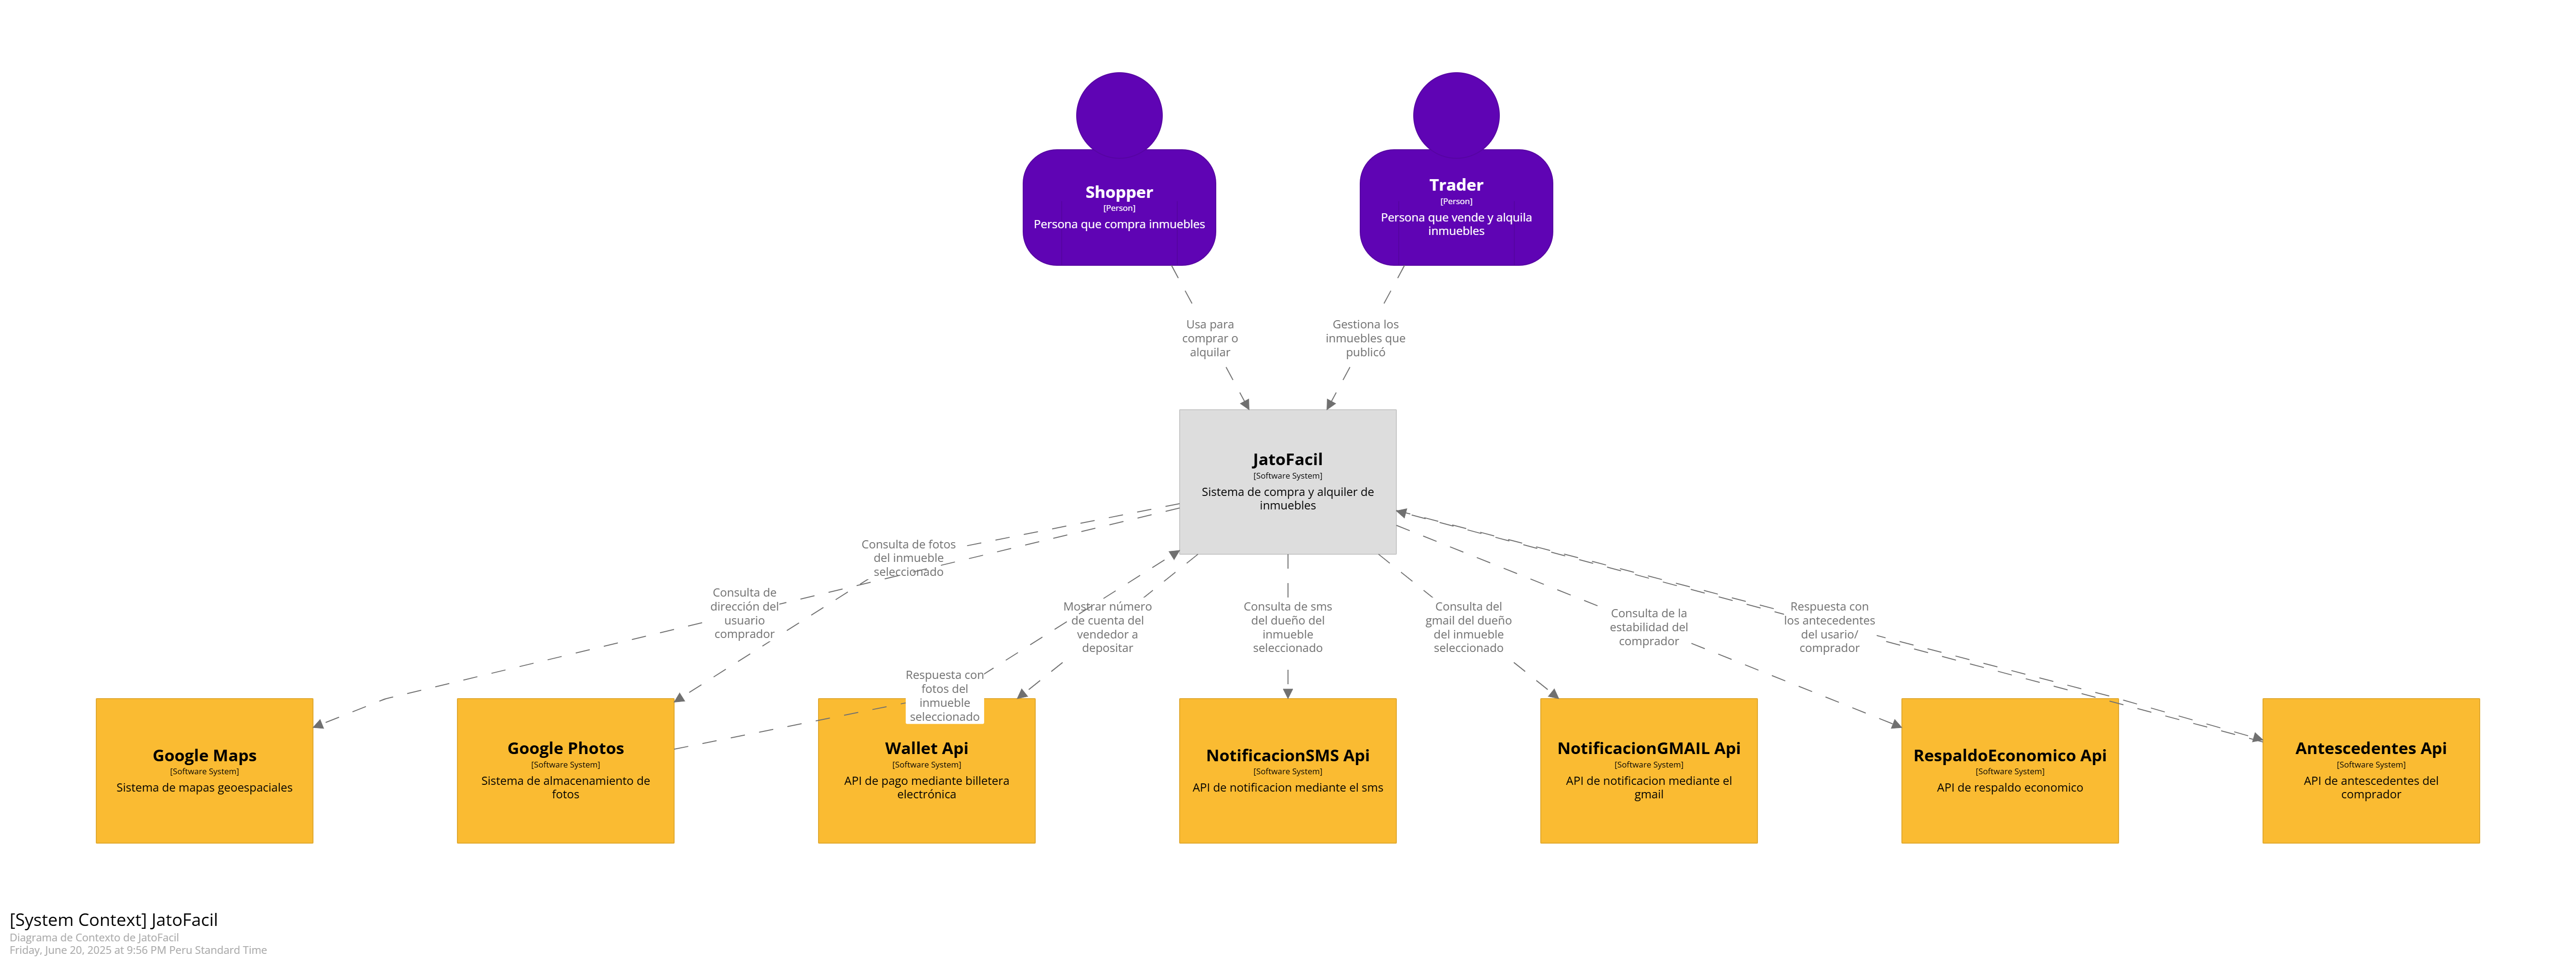 Shopper
[Person]
Persona que compra inmuebles
Trader
[Person]
Persona que vende y alquila
inmuebles
Usa para
comprar o
alquilar
Gestiona los
inmuebles que
publicó
JatoFacil
[Software System]
Sistema de compra y alquiler de
inmuebles
Consulta de fotos
del inmueble
seleccionado
Consulta de
dirección del
usuario
comprador
Respuesta con
fotos del
inmueble
seleccionado
Mostrar número
de cuenta del
vendedor a
depositar
Consulta de sms
del dueño del
inmueble
seleccionado
Consulta del
gmail del dueño
del inmueble
seleccionado
Consulta de la
estabilidad del
comprador
Respuesta con
los antecedentes
del usario/
comprador
Google Maps
[Software System]
Sistema de mapas geoespaciales
Google Photos
[Software System]
Sistema de almacenamiento de
fotos
Wallet Api
[Software System]
API de pago mediante billetera
electrónica
NotificacionSMS Api
[Software System]
API de notificacion mediante el sms
NotificacionGMAIL Api
[Software System]
API de notificacion mediante el
gmail
RespaldoEconomico Api
[Software System]
API de respaldo economico
Antescedentes Api
[Software System]
API de antescedentes del
comprador
[System Context] JatoFacil
Diagrama de Contexto de JatoFacil
Friday, June 20, 2025 at 9:56 PM Peru Standard Time